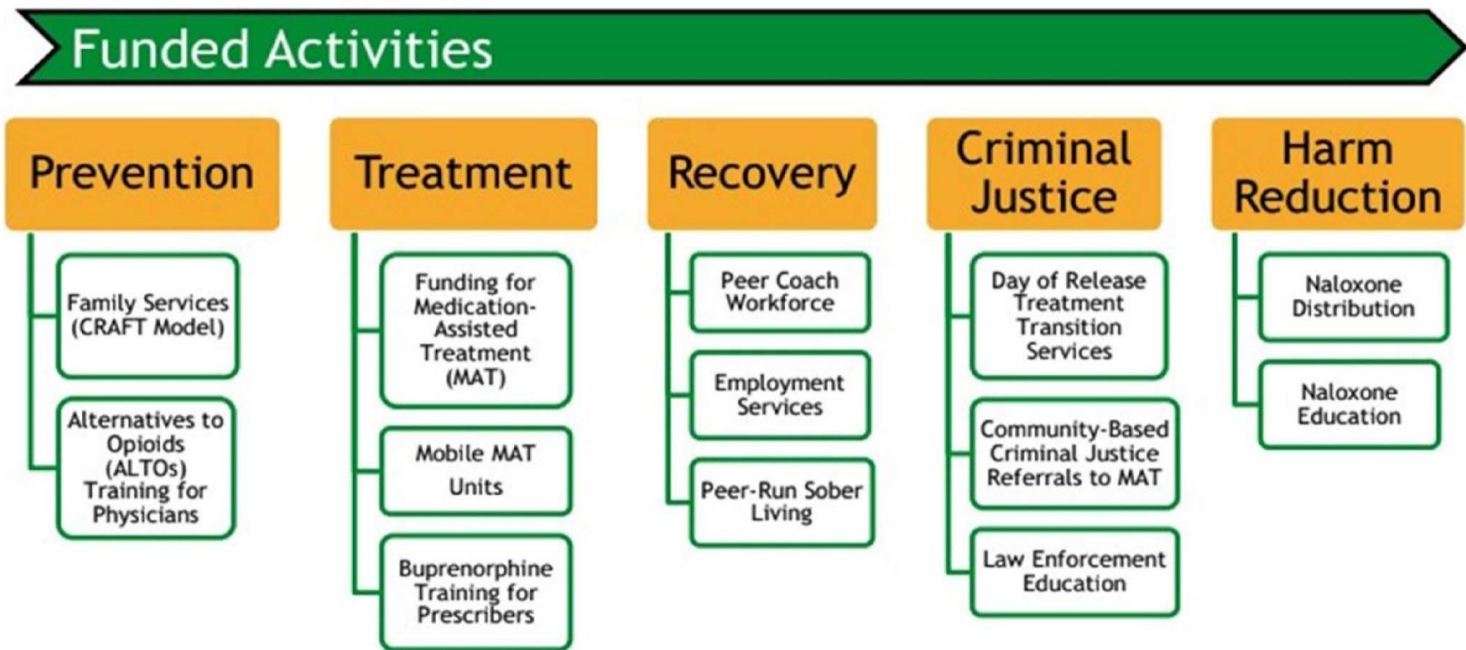 Funded Activities
Prevention
Family Services
(CRAFT Model)
Alternatives to
Opioids
(ALTOs)
Training for
Physicians
Treatment
Funding for
Medication-
Assisted
Treatment
(MAT)
Mobile MAT
Units
Buprenorphine
Training for
Prescribers
Recovery
Peer Coach
Workforce
Employment
Services
Peer-Run Sober
Living
Criminal
Justice
Day of Release
Treatment
Transition
Services
Community-Based
Criminal Justice
Referrals to MAT
Law Enforcement
Education
Harm
Reduction
Naloxone
Distribution
Naloxone
Education